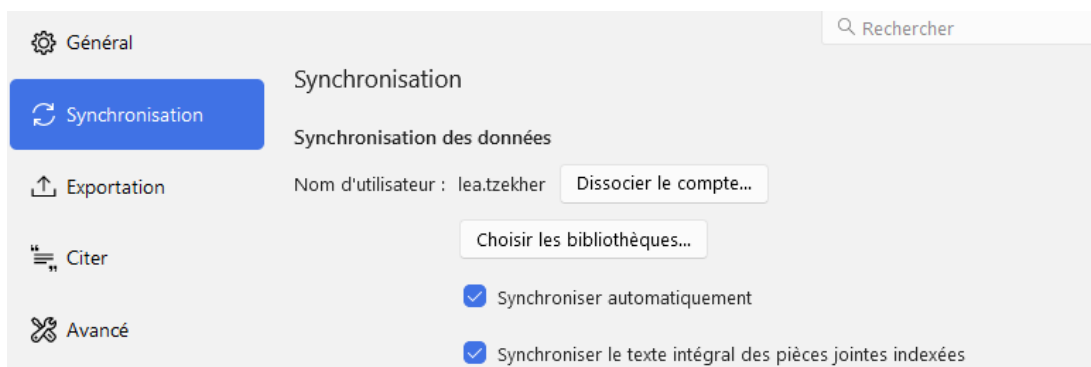 Général
Rechercher
Synchronisation
Synchronisation
Synchronisation des données
Exportation
Nom d'utilisateur : lea.tzekher Dissocier le compte...
Choisir les bibliothèques...
Citer
Synchroniser automatiquement
Avancé
Synchroniser le texte intégral des pièces jointes indexées